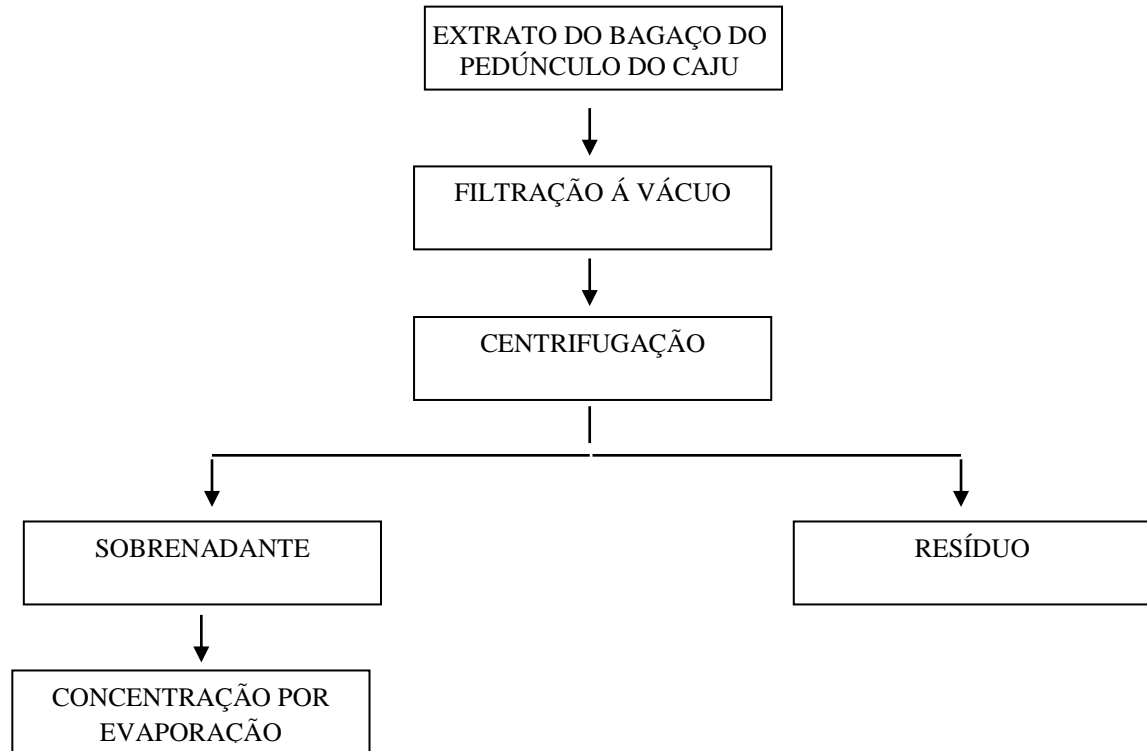 EXTRATO DO BAGAÇO DO
PEDÚNCULO DO CAJU
FILTRAÇÃO Á VÁCUO
CENTRIFUGAÇÃO
SOBRENADANTE
RESÍDUO
CONCENTRAÇÃO POR
EVAPORAÇÃO